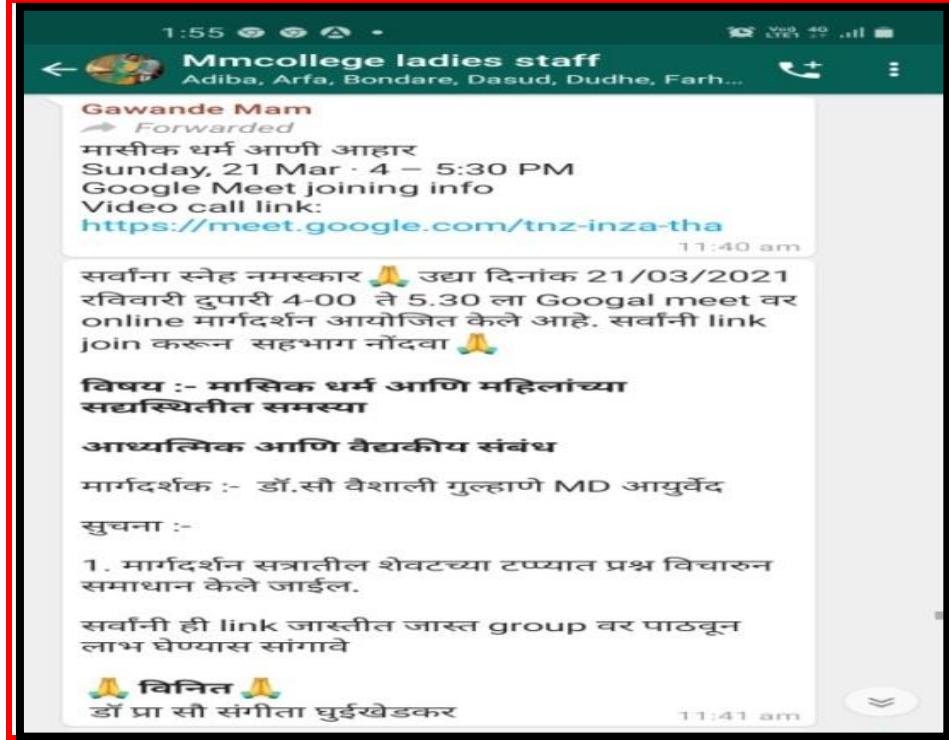 1:55
VoD 4G
LTE1
Mmcollege ladies staff
Adiba, Arfa, Bondare, Dasud, Dudhe, Farh...
Gawande Mam
Forwarded
मासीक धर्म आणी आहार
Sunday, 21 Mar · 4 – 5:30 PM
Google Meet joining info
Video call link:
https://meet.google.com/tnz-inza-tha
11:40 am
सर्वांना स्नेह नमस्कार 🙏 उद्या दिनांक 21/03/2021
रविवारी दुपारी 4-00 ते 5.30 ला Googal meet वर
online मार्गदर्शन आयोजित केले आहे. सर्वांनी link
join करून सहभाग नोंदवा 🙏
विषय :- मासिक धर्म आणि महिलांच्या
सद्यस्थितीत समस्या
आध्यत्मिक आणि वैद्यकीय संबंध
मार्गदर्शक :- डॉ.सौ वैशाली गुल्हाणे MD आयुर्वेद
सुचना :-
1. मार्गदर्शन सत्रातील शेवटच्या टप्प्यात प्रश्न विचारुन
समाधान केले जाईल.
सर्वांनी ही link जास्तीत जास्त group वर पाठवून
लाभ घेण्यास सांगावे
🙏 विनित 🙏
डॉ प्रा सौ संगीता घुईखेडकर
11:41 am